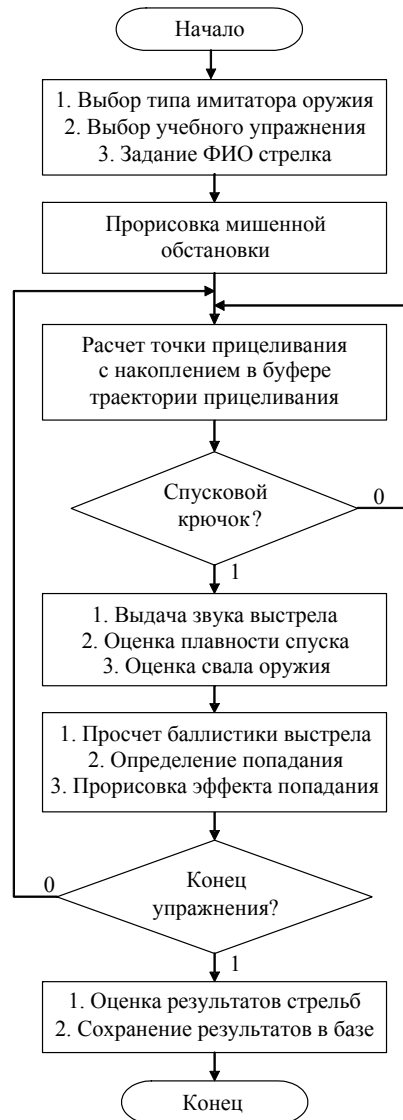 Начало
1. Выбор типа имитатора оружия
2. Выбор учебного упражнения
3. Задание ФИО стрелка
Прорисовка мишенной
обстановки
Расчет точки прицеливания
с накоплением в буфере
траектории прицеливания
Спусковой
крючок?
0
1
1. Выдача звука выстрела
2. Оценка плавности спуска
3. Оценка свала оружия
1. Просчет баллистики выстрела
2. Определение попадания
3. Прорисовка эффекта попадания
0
Конец
упражнения?
1
1. Оценка результатов стрельб
2. Сохранение результатов в базе
Конец